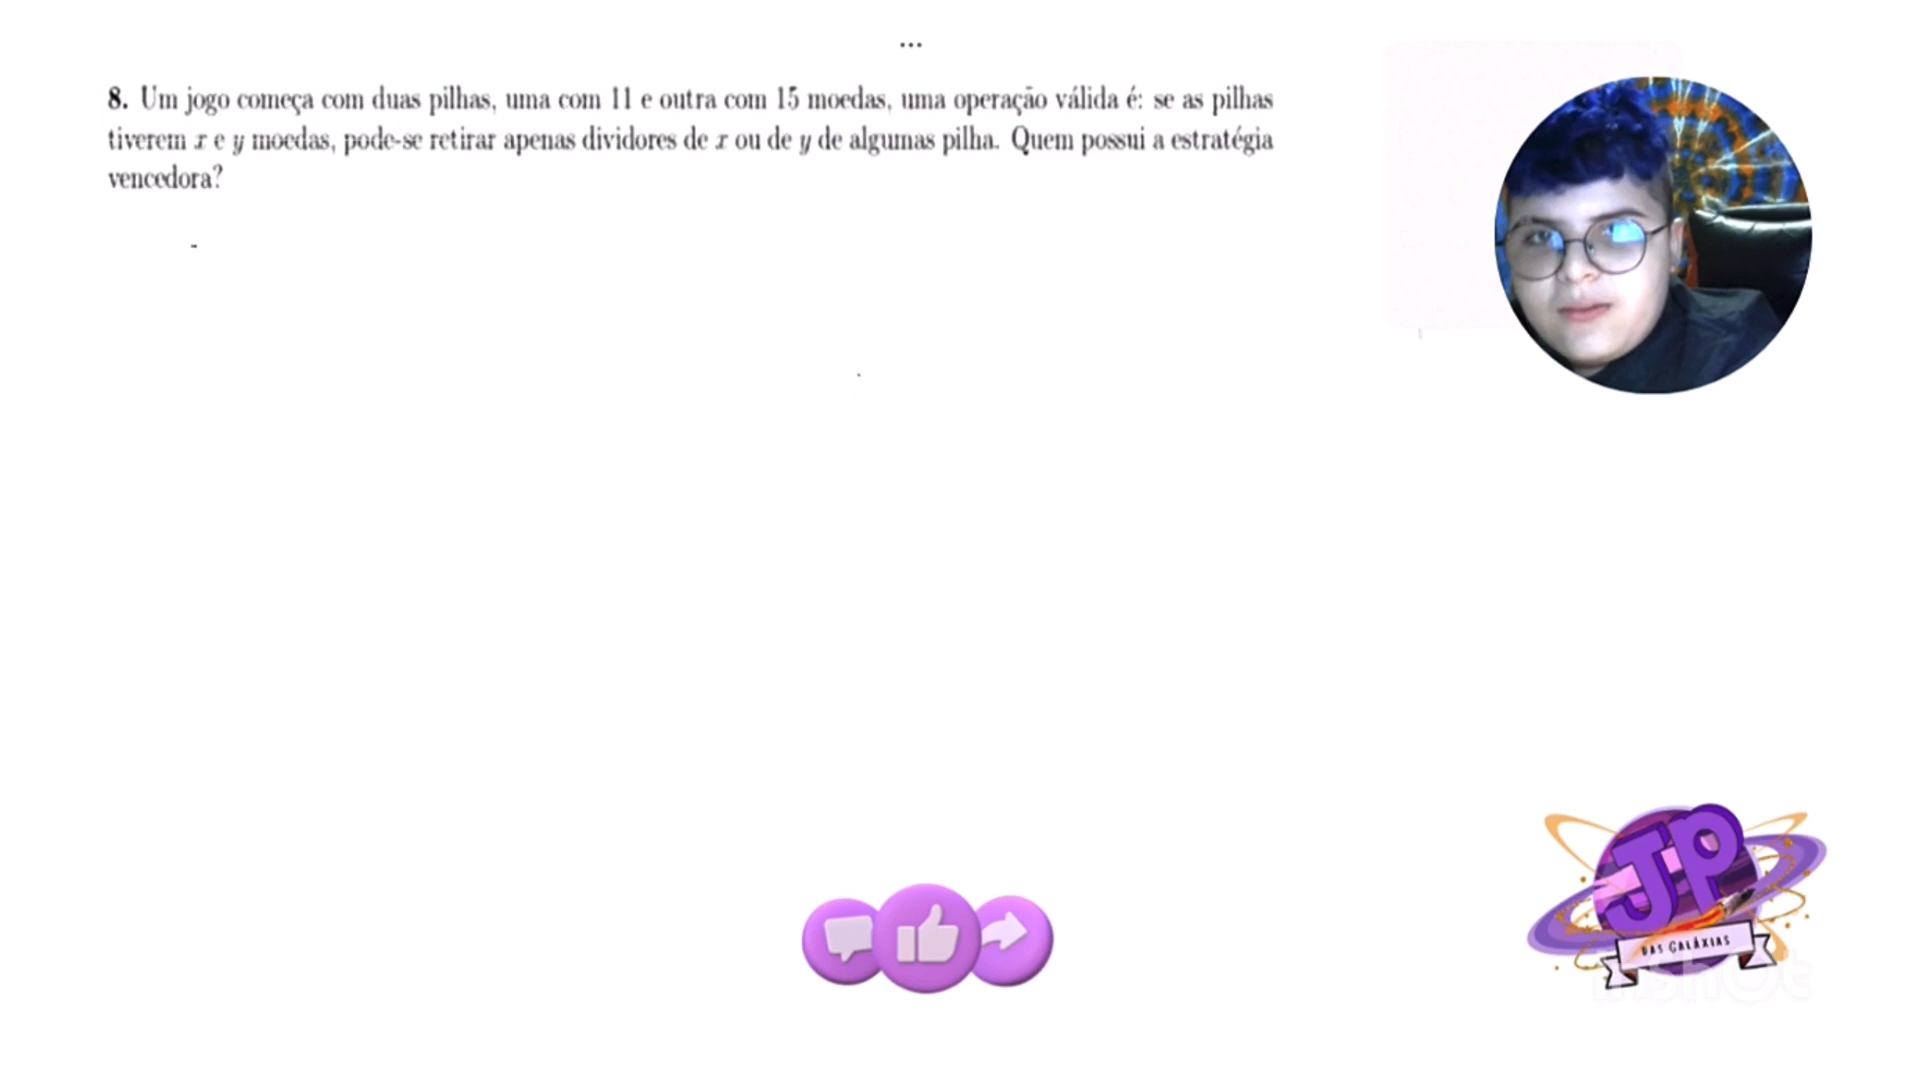 ...
8. Um jogo começa com duas pilhas, uma com 11 e outra com 15 moedas, uma operação válida é: se as pilhas
tiverem x e y moedas, pode-se retirar apenas dividores de x ou de y de algumas pilha. Quem possui a estratégia
vencedora?
JP
DAS GALÁXIAS